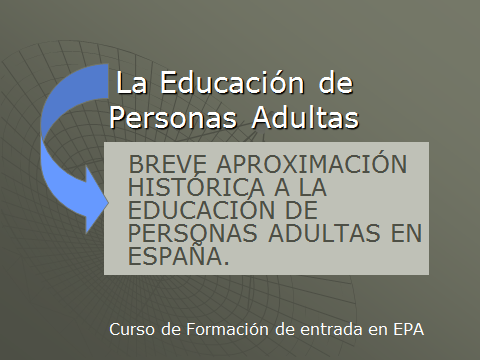 La Educación de
Personas Adultas
BREVE APROXIMACIÓN
HISTÓRICA A LA
EDUCACIÓN DE
PERSONAS ADULTAS EN
ESPAÑA.
Curso de Formación de entrada en EPA